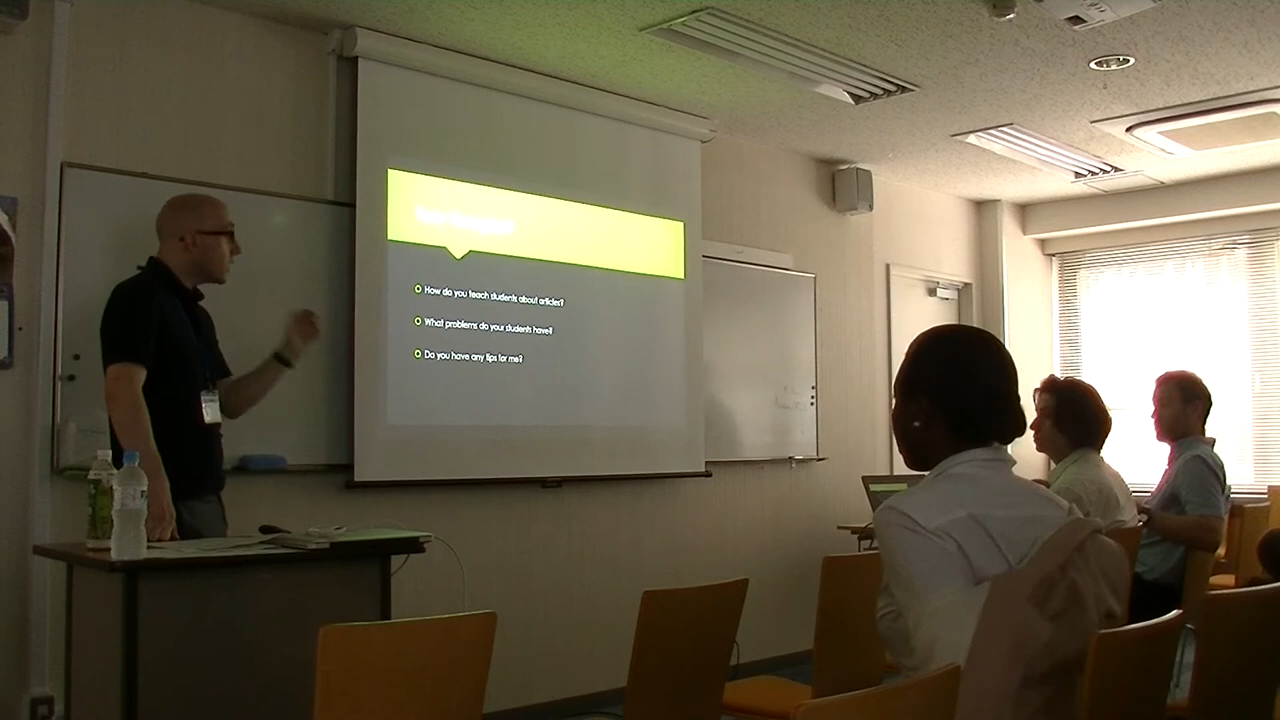 How do you teach students about articles?
What problems do your students have?
Do you have any tips for me?